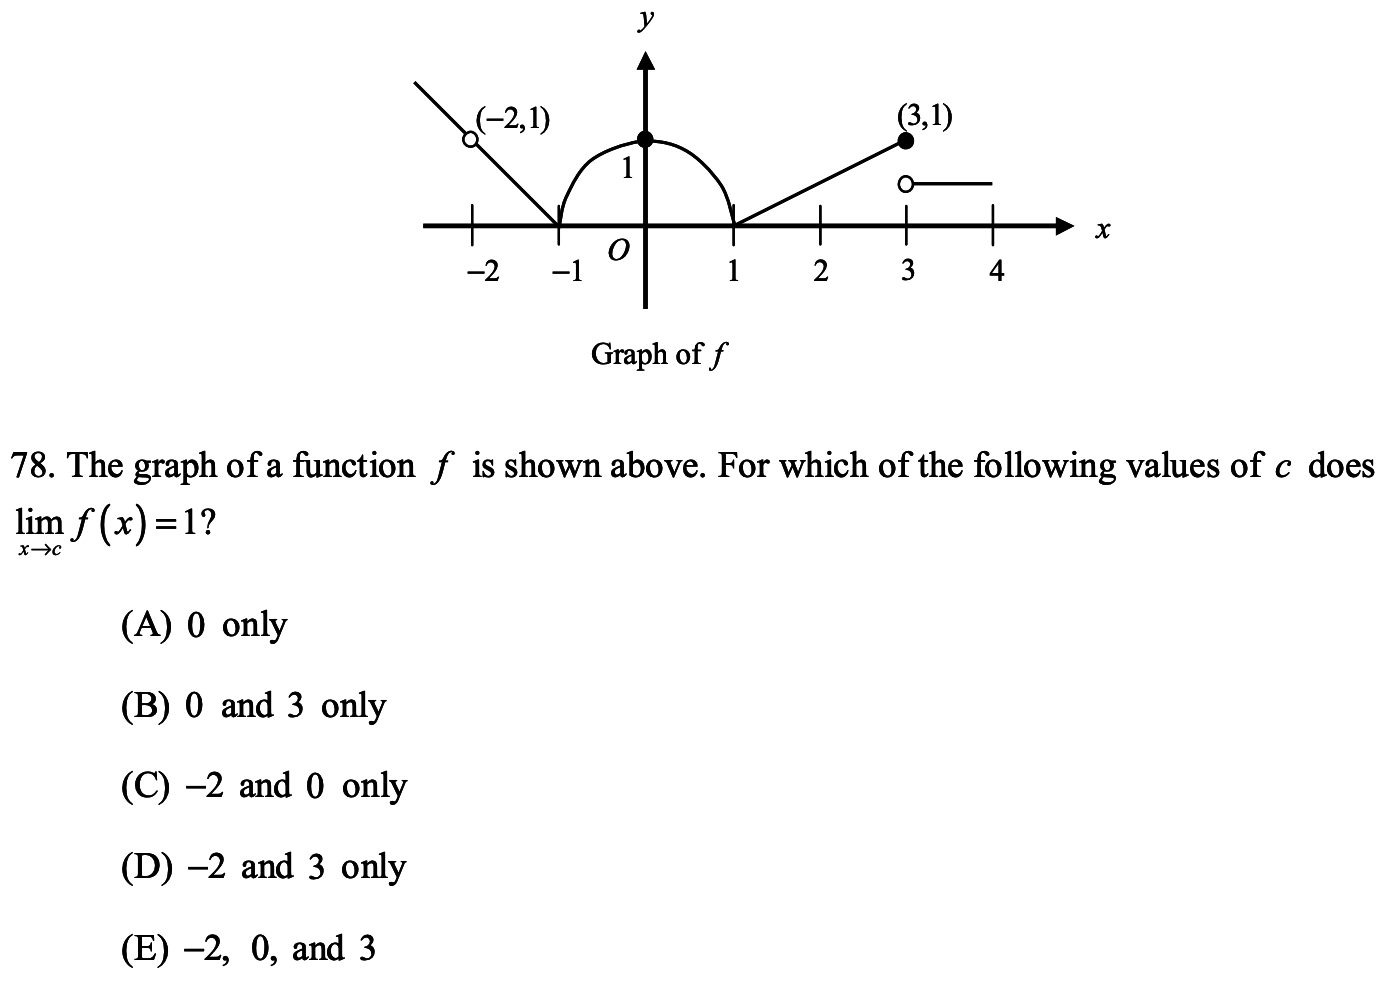 y
(–2,1)
(3,1)
1
x
O
–2 –1 1 2 3 4
Graph of f
78. The graph of a function f is shown above. For which of the following values of c does
lim f(x) = 1?
x→c
(A) 0 only
(B) 0 and 3 only
(C) –2 and 0 only
(D) –2 and 3 only
(E) –2, 0, and 3